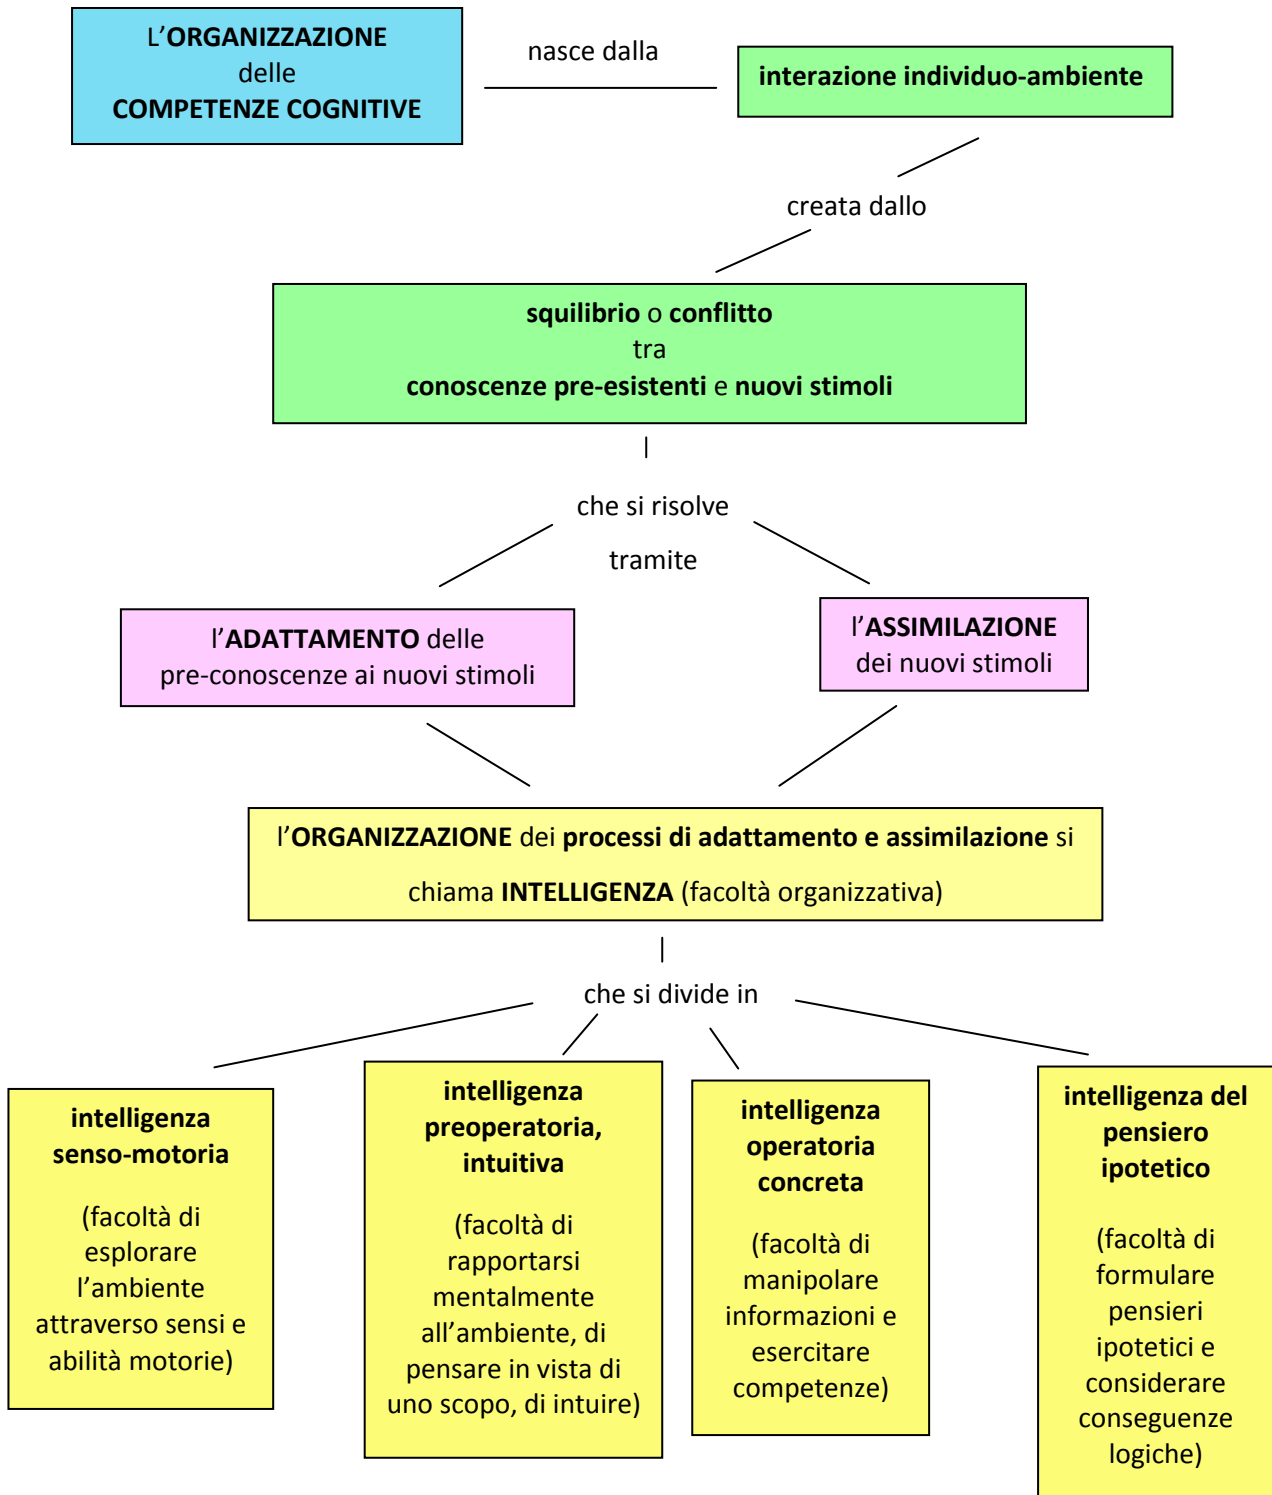 L’ORGANIZZAZIONE
delle
COMPETENZE COGNITIVE
nasce dalla
interazione individuo-ambiente
creata dallo
squilibrio o conflitto
tra
conoscenze pre-esistenti e nuovi stimoli
che si risolve
tramite
l’ADATTAMENTO delle
pre-conoscenze ai nuovi stimoli
l’ASSIMILAZIONE
dei nuovi stimoli
l’ORGANIZZAZIONE dei processi di adattamento e assimilazione si
chiama INTELLIGENZA (facoltà organizzativa)
che si divide in
intelligenza
senso-motoria
(facoltà di
esplorare
l’ambiente
attraverso sensi e
abilità motorie)
intelligenza
preoperatoria,
intuitiva
(facoltà di
rapportarsi
mentalmente
all’ambiente, di
pensare in vista di
uno scopo, di intuire)
intelligenza
operatoria
concreta
(facoltà di
manipolare
informazioni e
esercitare
competenze)
intelligenza del
pensiero
ipotetico
(facoltà di
formulare
pensieri
ipotetici e
considerare
conseguenze
logiche)